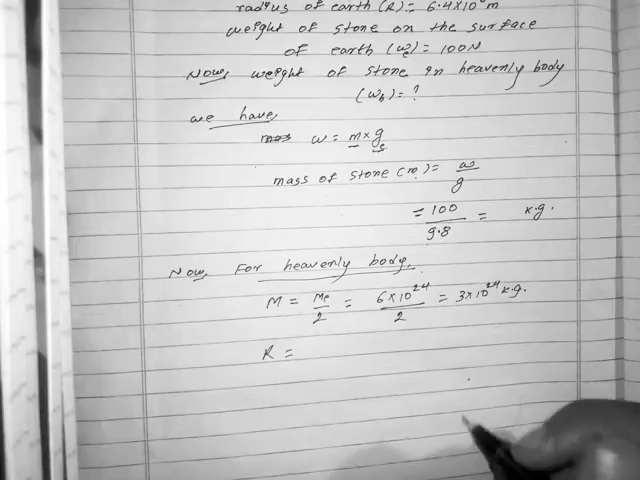 radius of earth (R) = 6.4×10⁶ m
weight of stone on the surface
of earth (we) = 100N
Now, weight of stone in heavenly body
(wh) = ?
we have,
w = m×g
mass of stone (m) = w/g
= 100/9.8 = k.g.
Now, For heavenly body,
M = Me/2 = 6×10²⁴/2 = 3×10²⁴ k.g.
R =